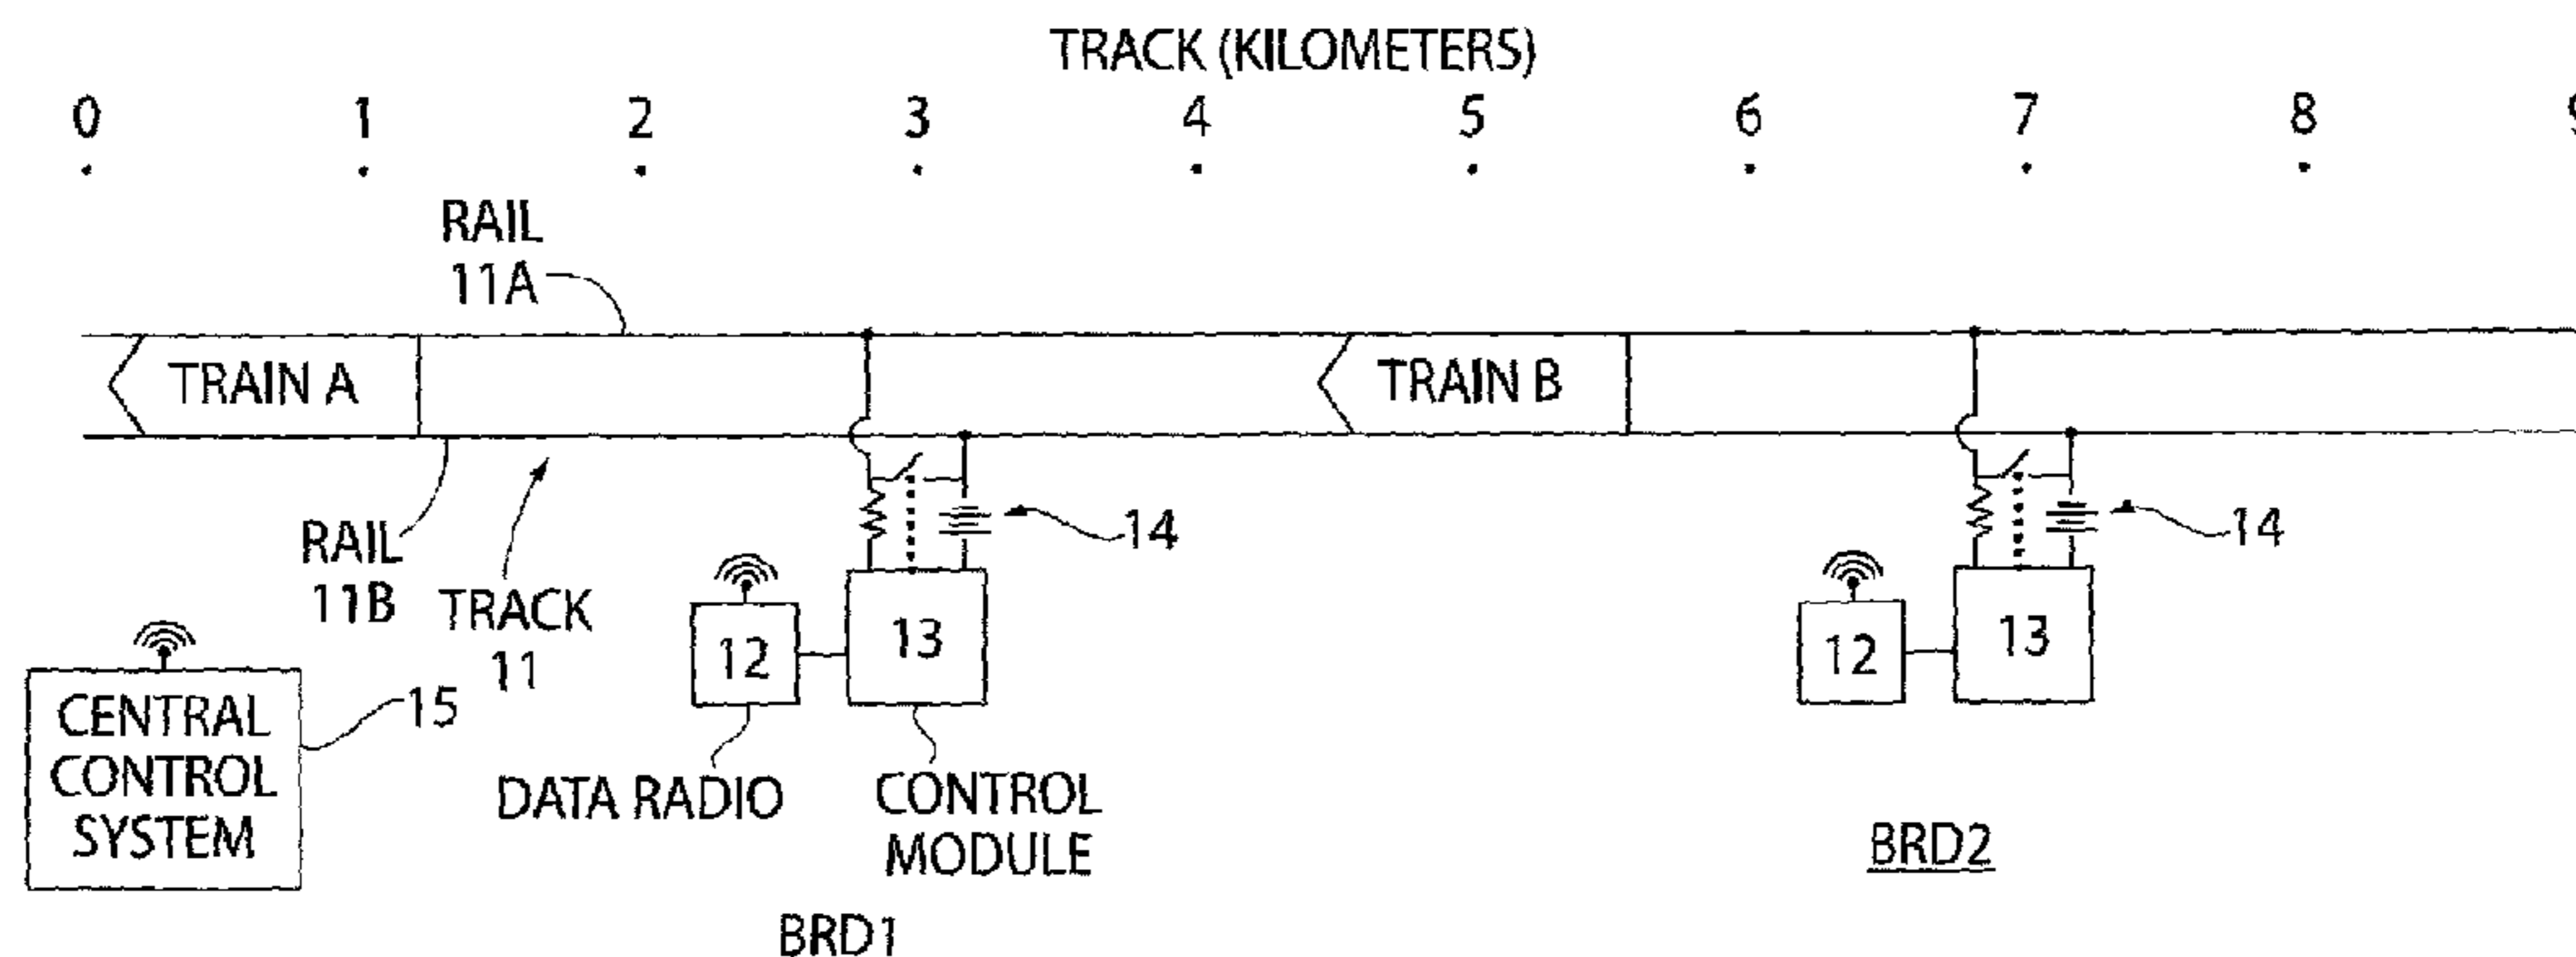 TRACK (KILOMETERS)
0 1 2 3 4 5 6 7 8 9
RAIL
11A
TRAIN A
TRAIN B
RAIL
11B
TRACK
11
14
14
12
13
12
13
CENTRAL
CONTROL
SYSTEM
15
DATA RADIO
CONTROL
MODULE
BRD1
BRD2